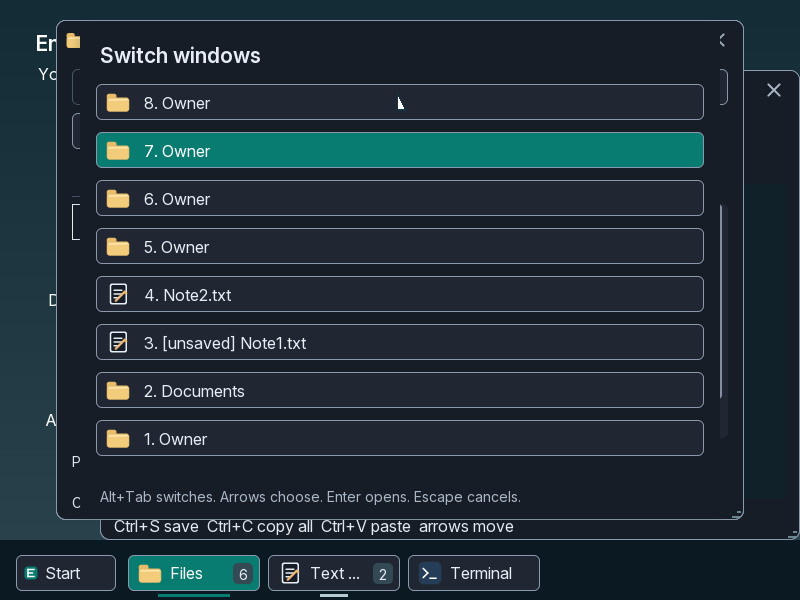 En
Switch windows
Yo
8. Owner
7. Owner
6. Owner
5. Owner
D
4. Note2.txt
3. [unsaved] Note1.txt
2. Documents
A
1. Owner
P
Alt+Tab switches. Arrows choose. Enter opens. Escape cancels.
Ctrl+S save Ctrl+C copy all Ctrl+V paste arrows move
E Start
Files 6
Text ... 2
Terminal